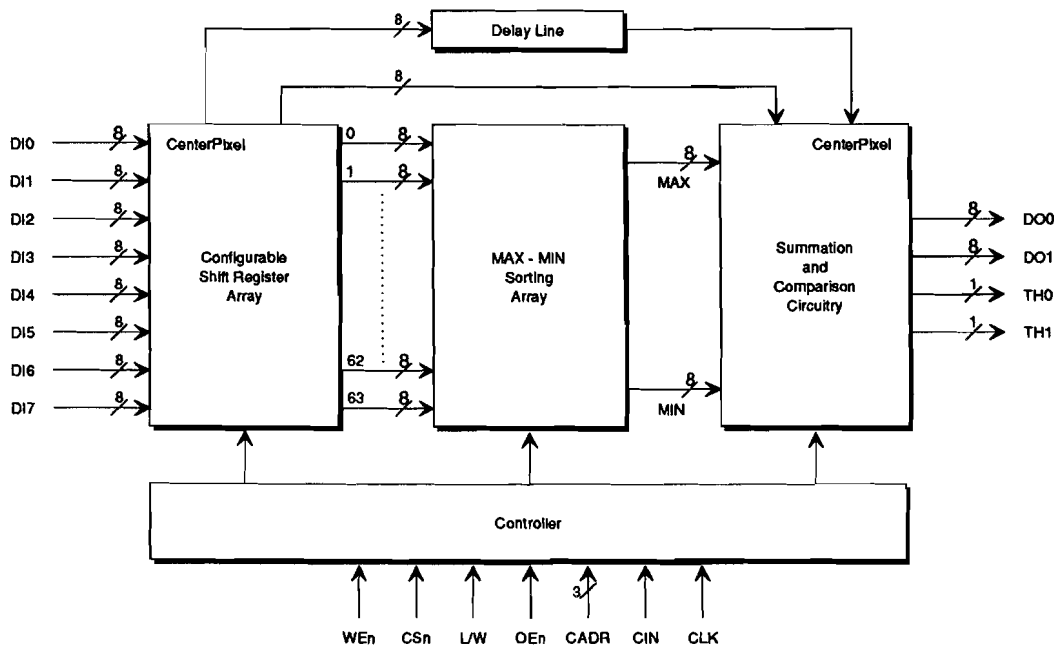 8
Delay Line
8
DI0
8
CenterPixel
0
8
CenterPixel
DI1
8
1
8
8
MAX
DI2
8
8
DO0
DI3
8
Configurable
Shift Register
Array
MAX - MIN
Sorting
Array
Summation
and
Comparison
Circuitry
8
DO1
DI4
8
1
TH0
DI5
8
1
TH1
DI6
8
62
8
8
MIN
DI7
8
63
8
Controller
3
WEn
CSn
L/W
OEn
CADR
CIN
CLK